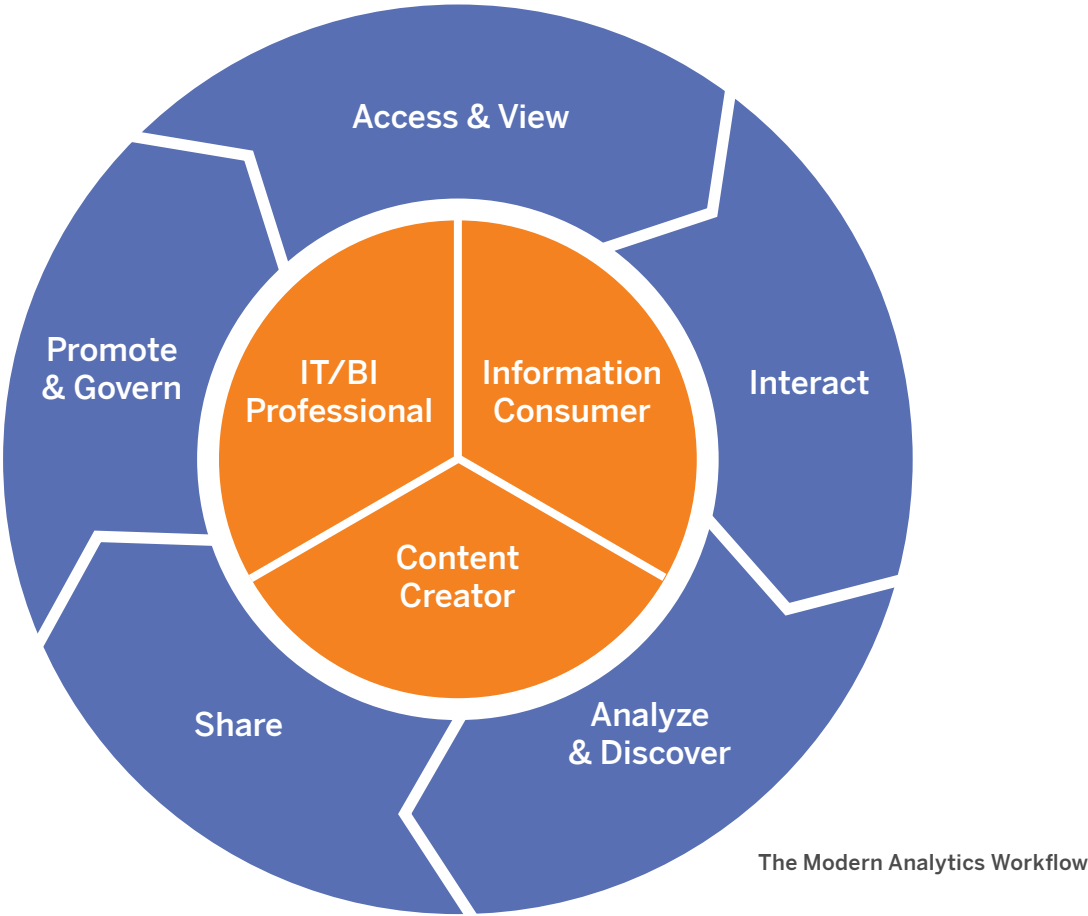 Access & View
Interact
Analyze
& Discover
Share
Promote
& Govern
IT/BI
Professional
Information
Consumer
Content
Creator
The Modern Analytics Workflow